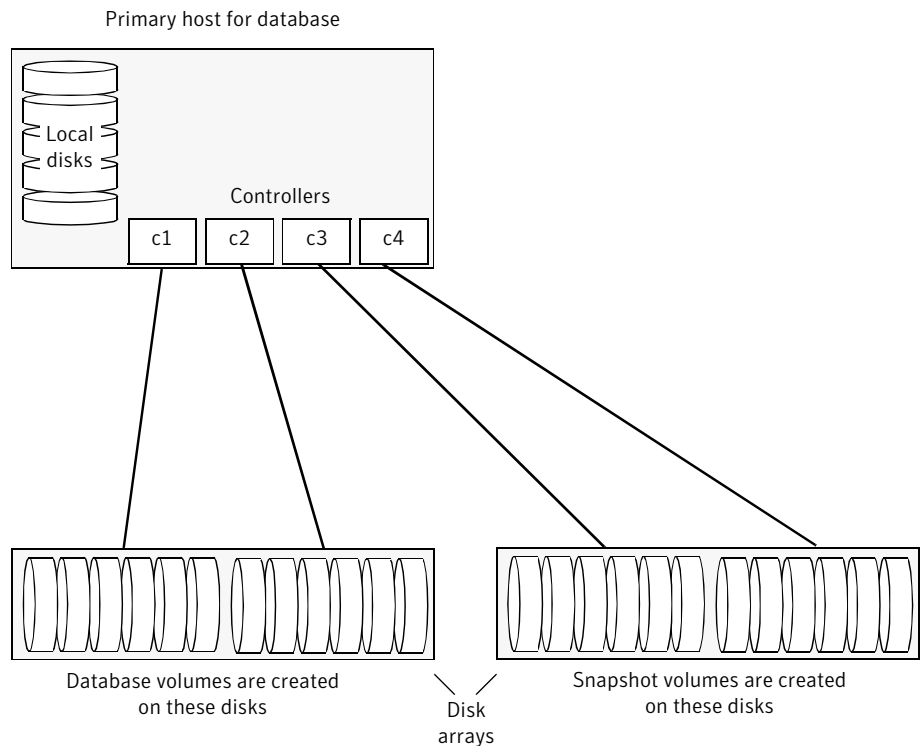 Primary host for database
Local
disks
Controllers
c1 c2 c3 c4
Database volumes are created
on these disks
Snapshot volumes are created
on these disks
Disk
arrays